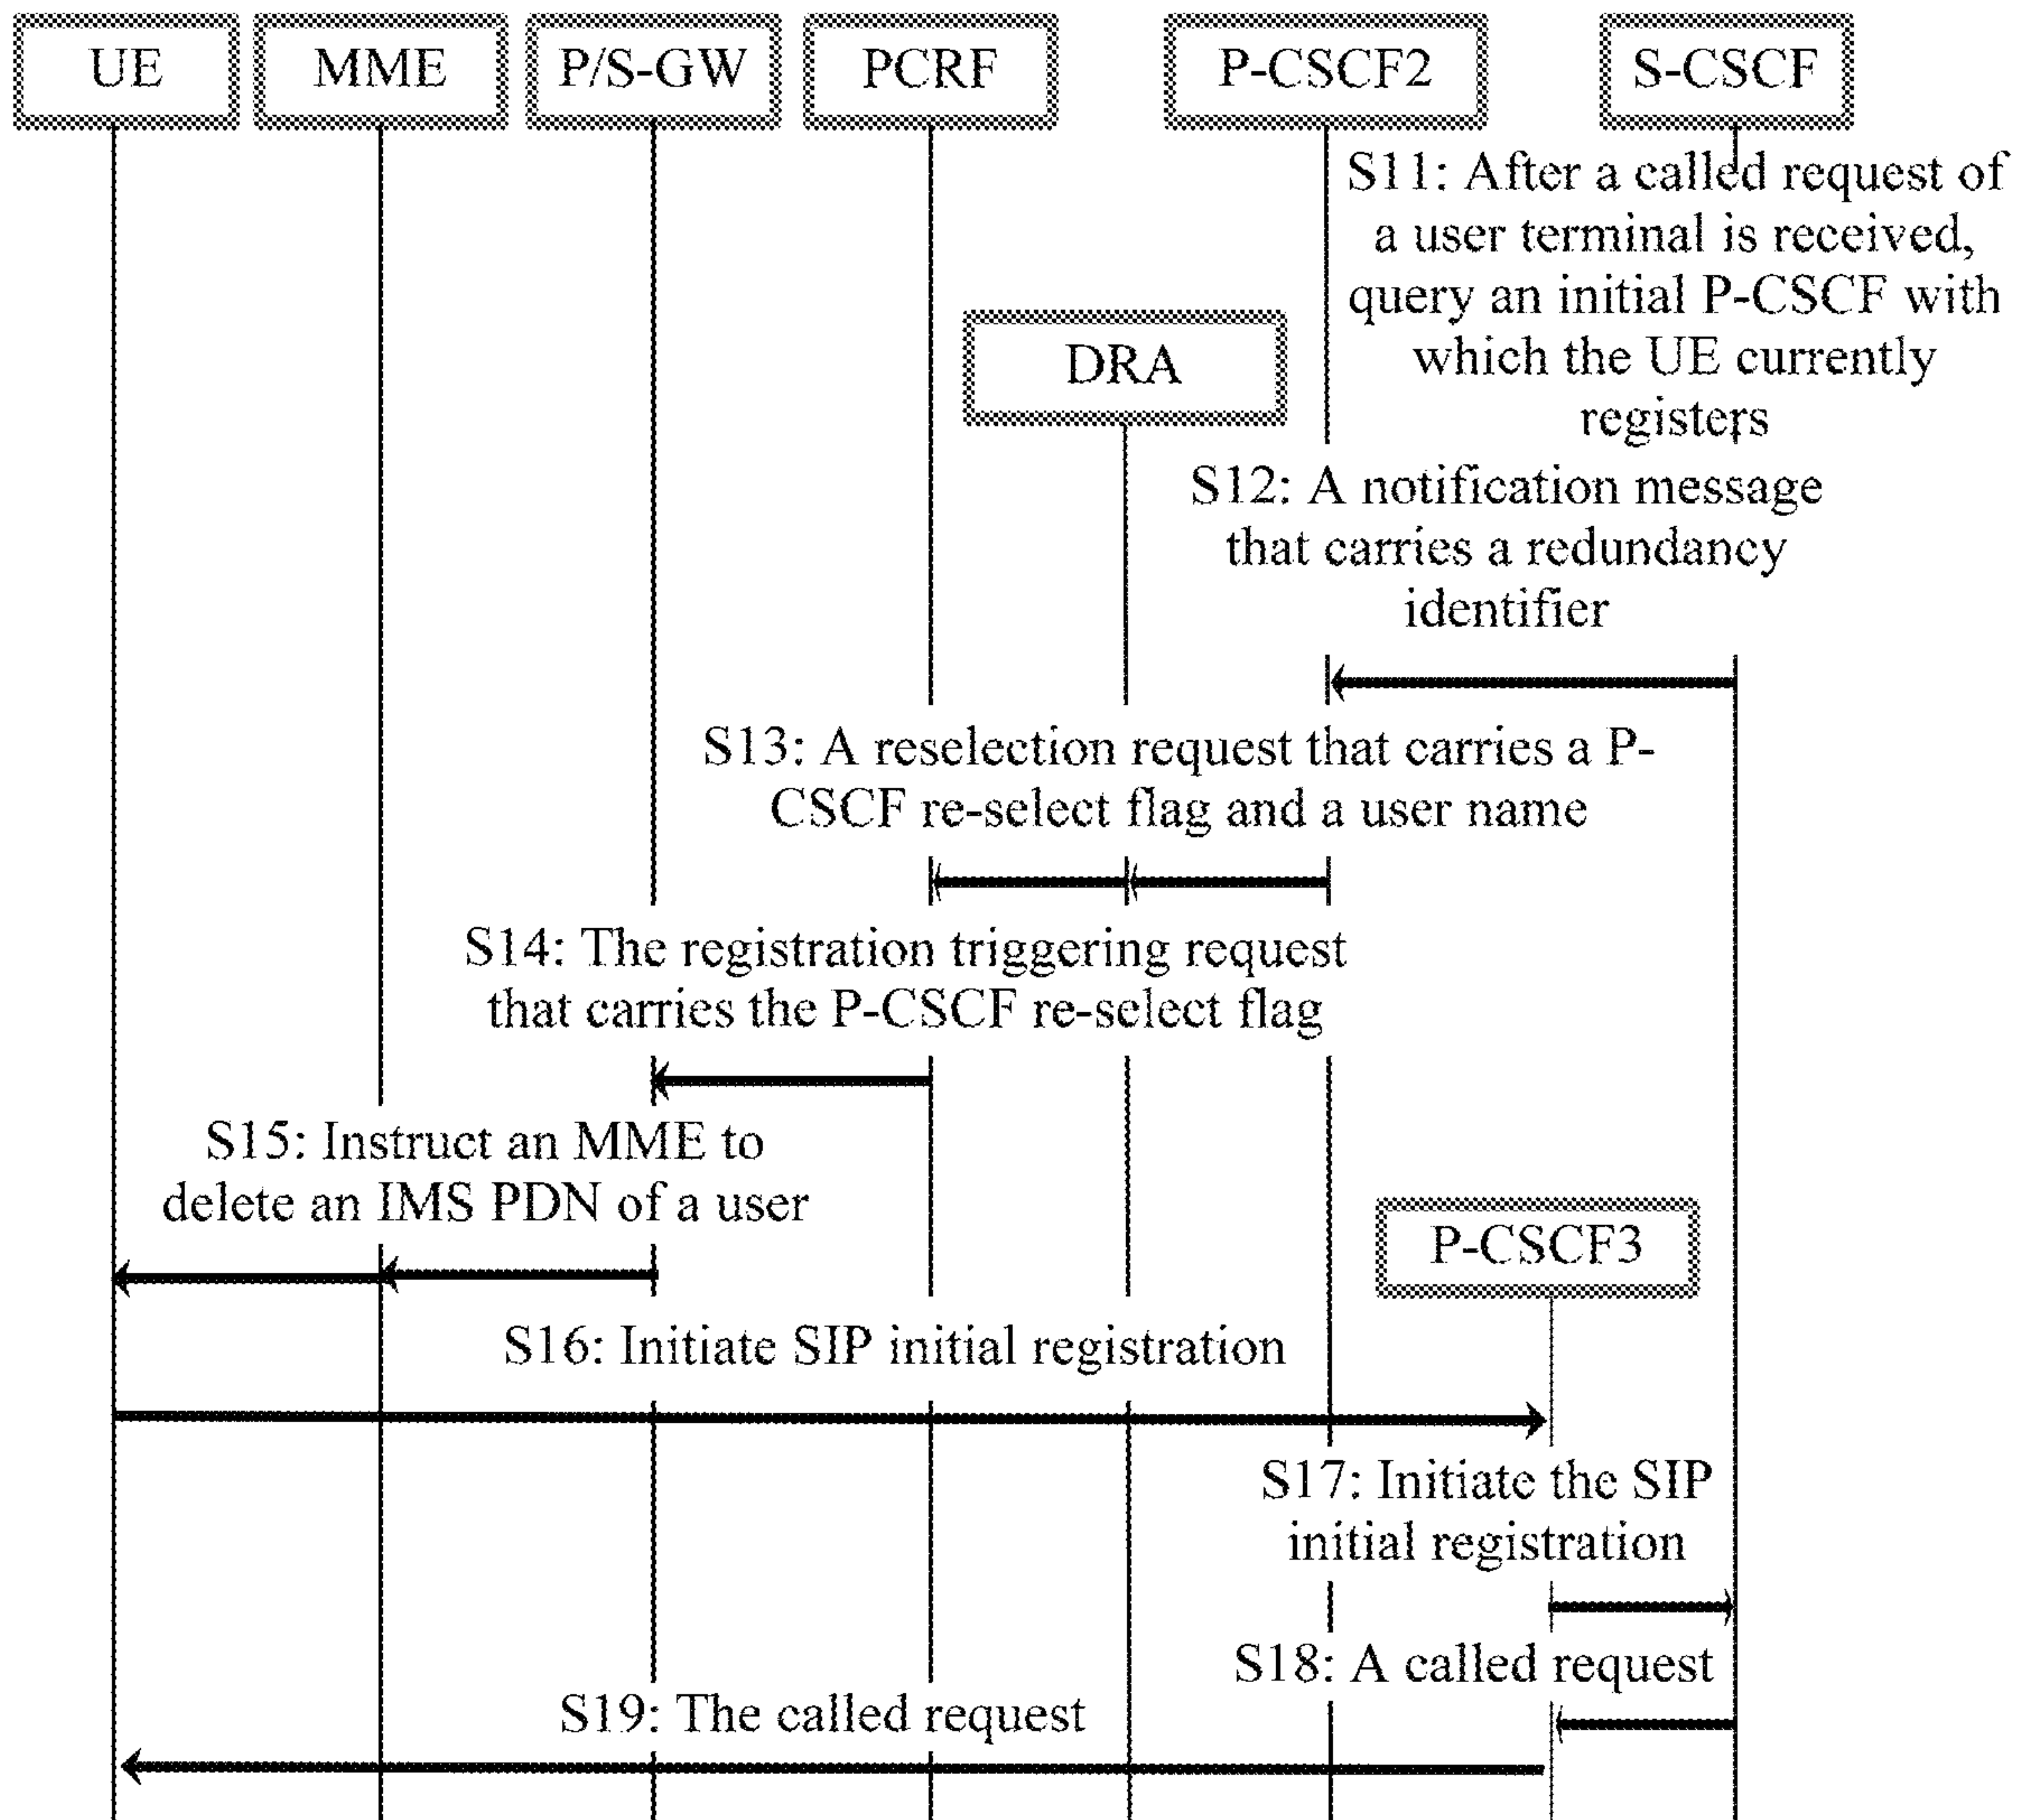 UE
MME
P/S-GW
PCRF
P-CSCF2
S-CSCF
S11: After a called request of
a user terminal is received,
query an initial P-CSCF with
which the UE currently
registers
DRA
S12: A notification message
that carries a redundancy
identifier
S13: A reselection request that carries a P-
CSCF re-select flag and a user name
S14: The registration triggering request
that carries the P-CSCF re-select flag
S15: Instruct an MME to
delete an IMS PDN of a user
P-CSCF3
S16: Initiate SIP initial registration
S17: Initiate the SIP
initial registration
S18: A called request
S19: The called request